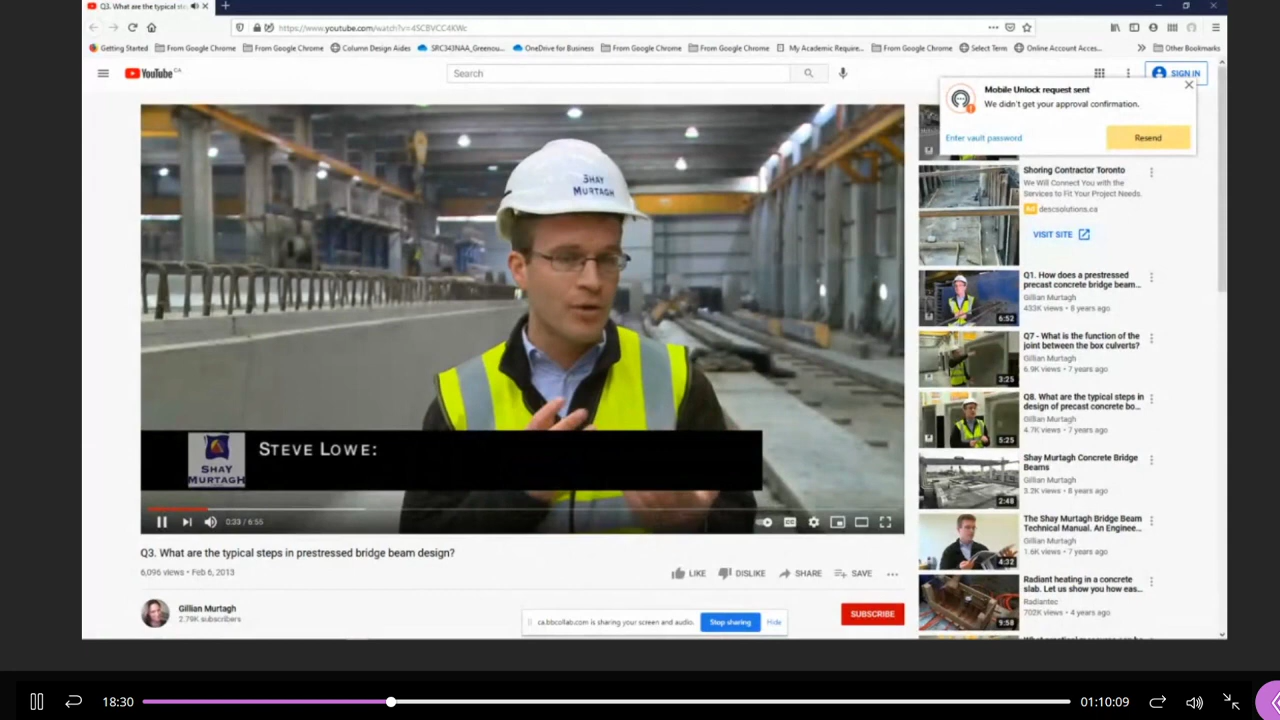 Q3. What are the typical ste
https://www.youtube.com/watch?v=4SCBVCC4KWc
Getting Started
From Google Chrome
From Google Chrome
Column Design Aides
SRC343NAA_Greenou...
OneDrive for Business
From Google Chrome
From Google Chrome
My Academic Require...
From Google Chrome
Select Term
Online Account Acces...
Other Bookmarks
YouTube CA
Search
SIGN IN
Mobile Unlock request sent
We didn't get your approval confirmation.
Enter vault password
Resend
SHAY
MURTAGH
STEVE LOWE:
SHAY
MURTAGH
0:33 / 6:55
Q3. What are the typical steps in prestressed bridge beam design?
6,096 views • Feb 6, 2013
LIKE
DISLIKE
SHARE
SAVE
Gillian Murtagh
2.79K subscribers
SUBSCRIBE
ca.bbcollab.com is sharing your screen and audio.
Stop sharing
Hide
Shoring Contractor Toronto
We Will Connect You with the
Services to Fit Your Project Needs.
Ad descsolutions.ca
VISIT SITE
6:52
Q1. How does a prestressed
precast concrete bridge beam...
Gillian Murtagh
433K views • 8 years ago
3:25
Q7 - What is the function of the
joint between the box culverts?
Gillian Murtagh
6.9K views • 7 years ago
5:25
Q8. What are the typical steps in
design of precast concrete bo...
Gillian Murtagh
4.7K views • 7 years ago
2:48
Shay Murtagh Concrete Bridge
Beams
Gillian Murtagh
3.2K views • 8 years ago
4:32
The Shay Murtagh Bridge Beam
Technical Manual. An Enginee...
Gillian Murtagh
1.6K views • 7 years ago
9:58
Radiant heating in a concrete
slab. Let us show you how eas...
Radiantec
702K views • 4 years ago
18:30
01:10:09